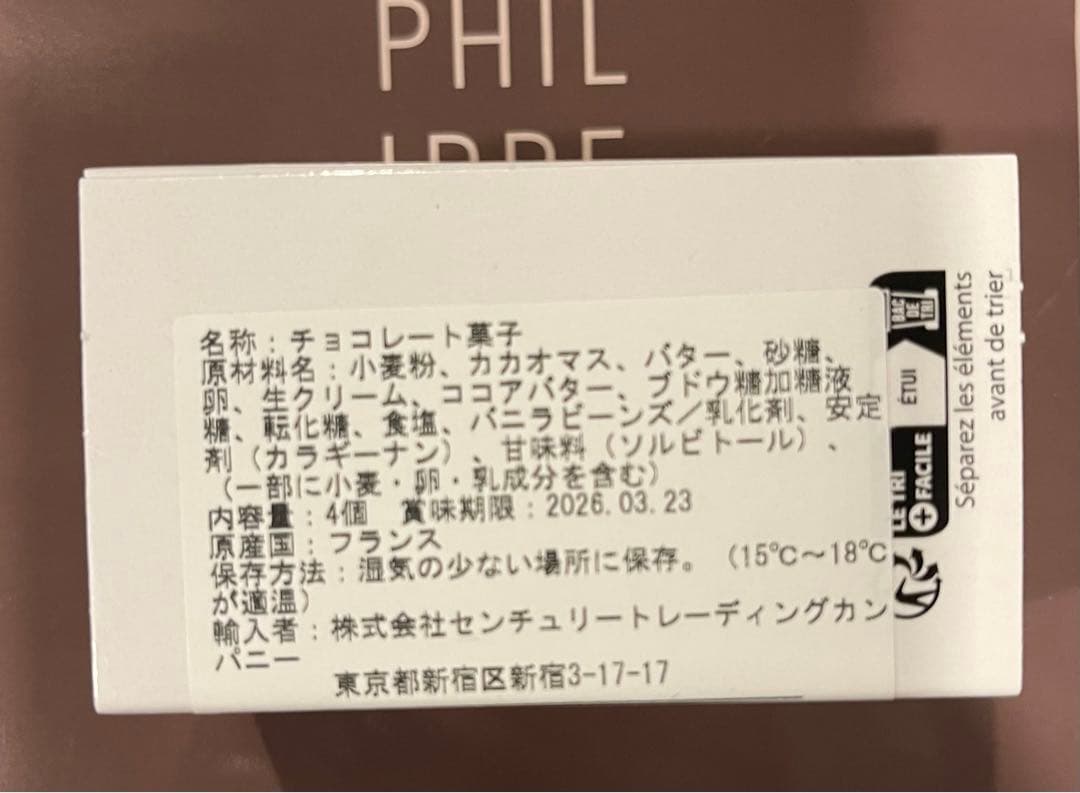 PHIL
IPPE
名称：チョコレート菓子
原材料名：小麦粉、カカオマス、バター、砂糖、
卵、生クリーム、ココアバター、ブドウ糖加糖液
糖、転化糖、食塩、バニラビーンズ／乳化剤、安定
剤（カラギーナン）、甘味料（ソルビトール）、
（一部に小麦・卵・乳成分を含む）
内容量：4個　賞味期限：2026.03.23
原産国：フランス
保存方法：湿気の少ない場所に保存。（15℃～18℃
が適温）
輸入者：株式会社センチュリートレーディングカン
パニー
東京都新宿区新宿3-17-17
BAC
DE
TRI
ÉTUI
LE TRI
+ FACILE
Séparez les éléments
avant de trier